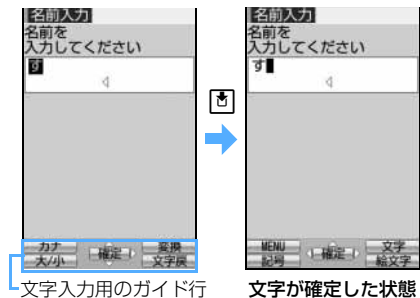 名前入力
名前を
入力してください
す
カナ 確定 変換
大/小 文字戻
文字入力用のガイド行
名前入力
名前を
入力してください
す
MENU 確定 文字
記号 絵文字
文字が確定した状態